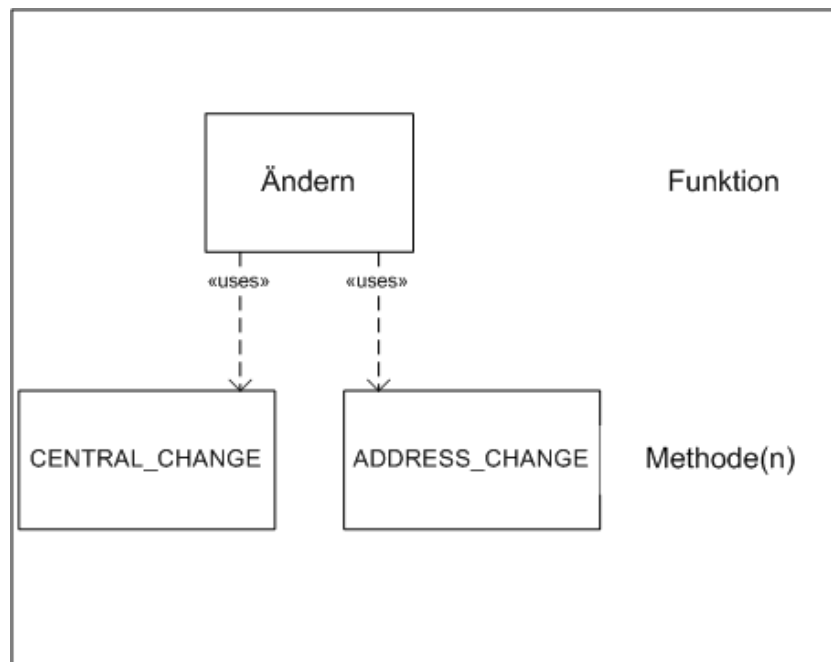 Ändern
Funktion
«uses»
«uses»
CENTRAL_CHANGE
ADDRESS_CHANGE
Methode(n)